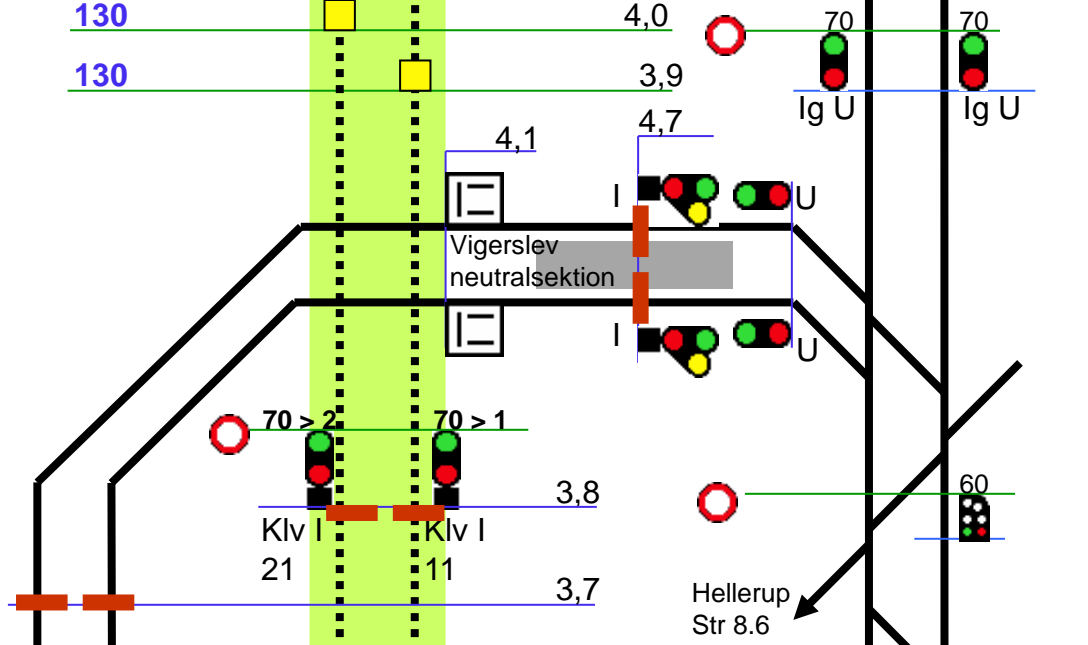 130
4,0
70
70
130
3,9
Ig U
Ig U
4,7
4,1
I
U
Vigerslev
neutralsektion
I
U
70 > 2
70 > 1
3,8
60
Klv I
21
Klv I
11
3,7
Hellerup
Str 8.6